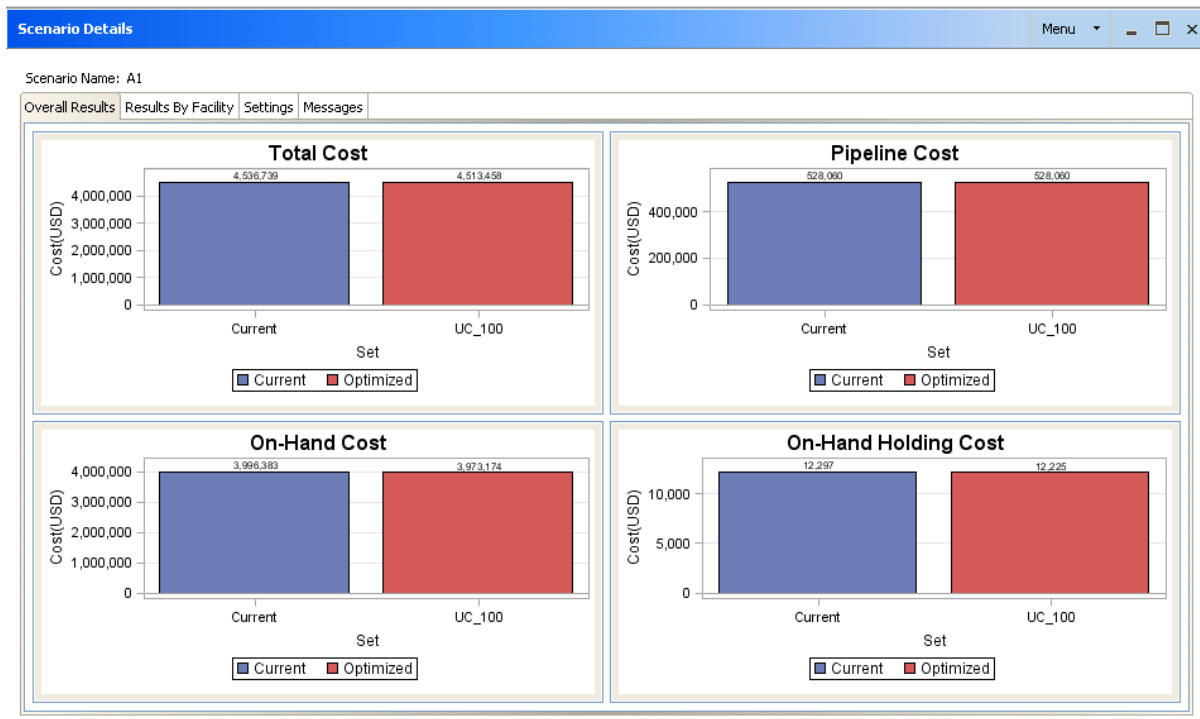 Scenario Details
Menu
Scenario Name: A1
Overall Results
Results By Facility
Settings
Messages
Total Cost
4,536,739
4,513,458
4,000,000
3,000,000
2,000,000
1,000,000
0
Cost(USD)
Current
UC_100
Set
Current
Optimized
Pipeline Cost
528,060
528,060
400,000
200,000
0
Cost(USD)
Current
UC_100
Set
Current
Optimized
On-Hand Cost
3,996,383
3,973,174
4,000,000
3,000,000
2,000,000
1,000,000
0
Cost(USD)
Current
UC_100
Set
Current
Optimized
On-Hand Holding Cost
12,297
12,225
10,000
5,000
0
Cost(USD)
Current
UC_100
Set
Current
Optimized